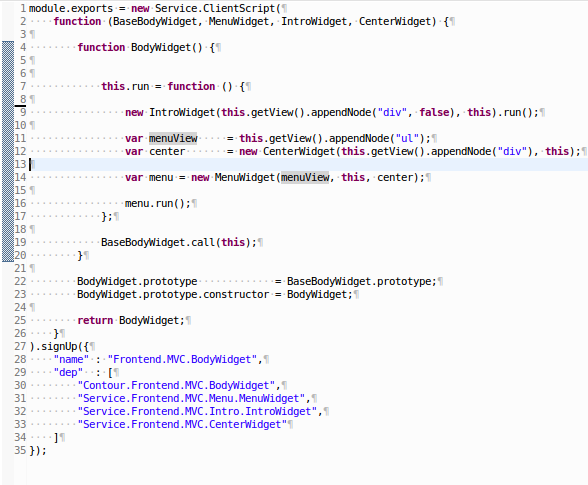 1 module.exports = new Service.ClientScript(¶
2 ····function (BaseBodyWidget, MenuWidget, IntroWidget, CenterWidget) {¶
3 ¶
4 ········function BodyWidget() {¶
5 ¶
6 ¶
7 ············this.run = function () {¶
8 ¶
9 ················new IntroWidget(this.getView().appendNode("div", false), this).run();¶
10 ¶
11 ················var menuView·····= this.getView().appendNode("ul");¶
12 ················var center·······= new CenterWidget(this.getView().appendNode("div"), this);¶
13 ¶
14 ················var menu = new MenuWidget(menuView, this, center);¶
15 ¶
16 ················menu.run();¶
17 ············};¶
18 ¶
19 ············BaseBodyWidget.call(this);¶
20 ········}¶
21 ¶
22 ········BodyWidget.prototype·············= BaseBodyWidget.prototype;¶
23 ········BodyWidget.prototype.constructor = BodyWidget;¶
24 ¶
25 ········return BodyWidget;¶
26 ····}¶
27 ).signUp({¶
28 ····"name" : "Frontend.MVC.BodyWidget",¶
29 ····"dep" : [¶
30 ········"Contour.Frontend.MVC.BodyWidget",¶
31 ········"Service.Frontend.MVC.Menu.MenuWidget",¶
32 ········"Service.Frontend.MVC.Intro.IntroWidget",¶
33 ········"Service.Frontend.MVC.CenterWidget"¶
34 ····]¶
35 });